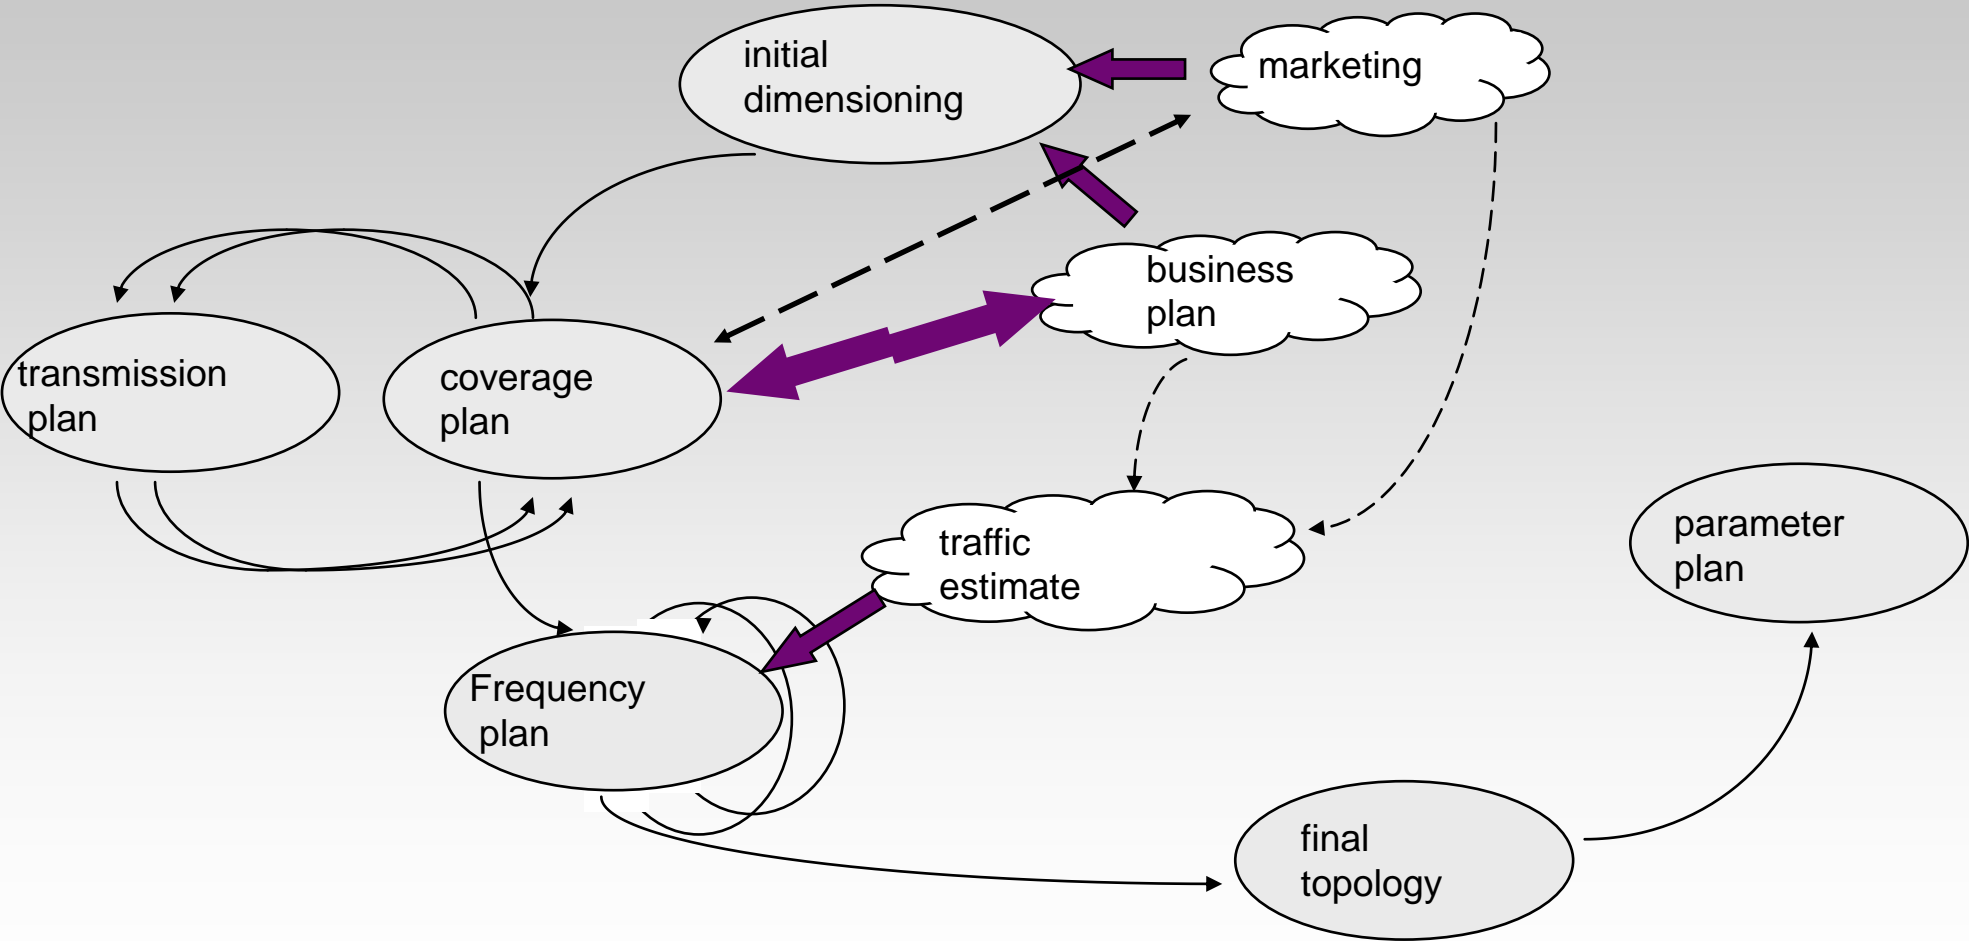 initial
dimensioning
marketing
business
plan
transmission
plan
coverage
plan
traffic
estimate
parameter
plan
Frequency
plan
final
topology